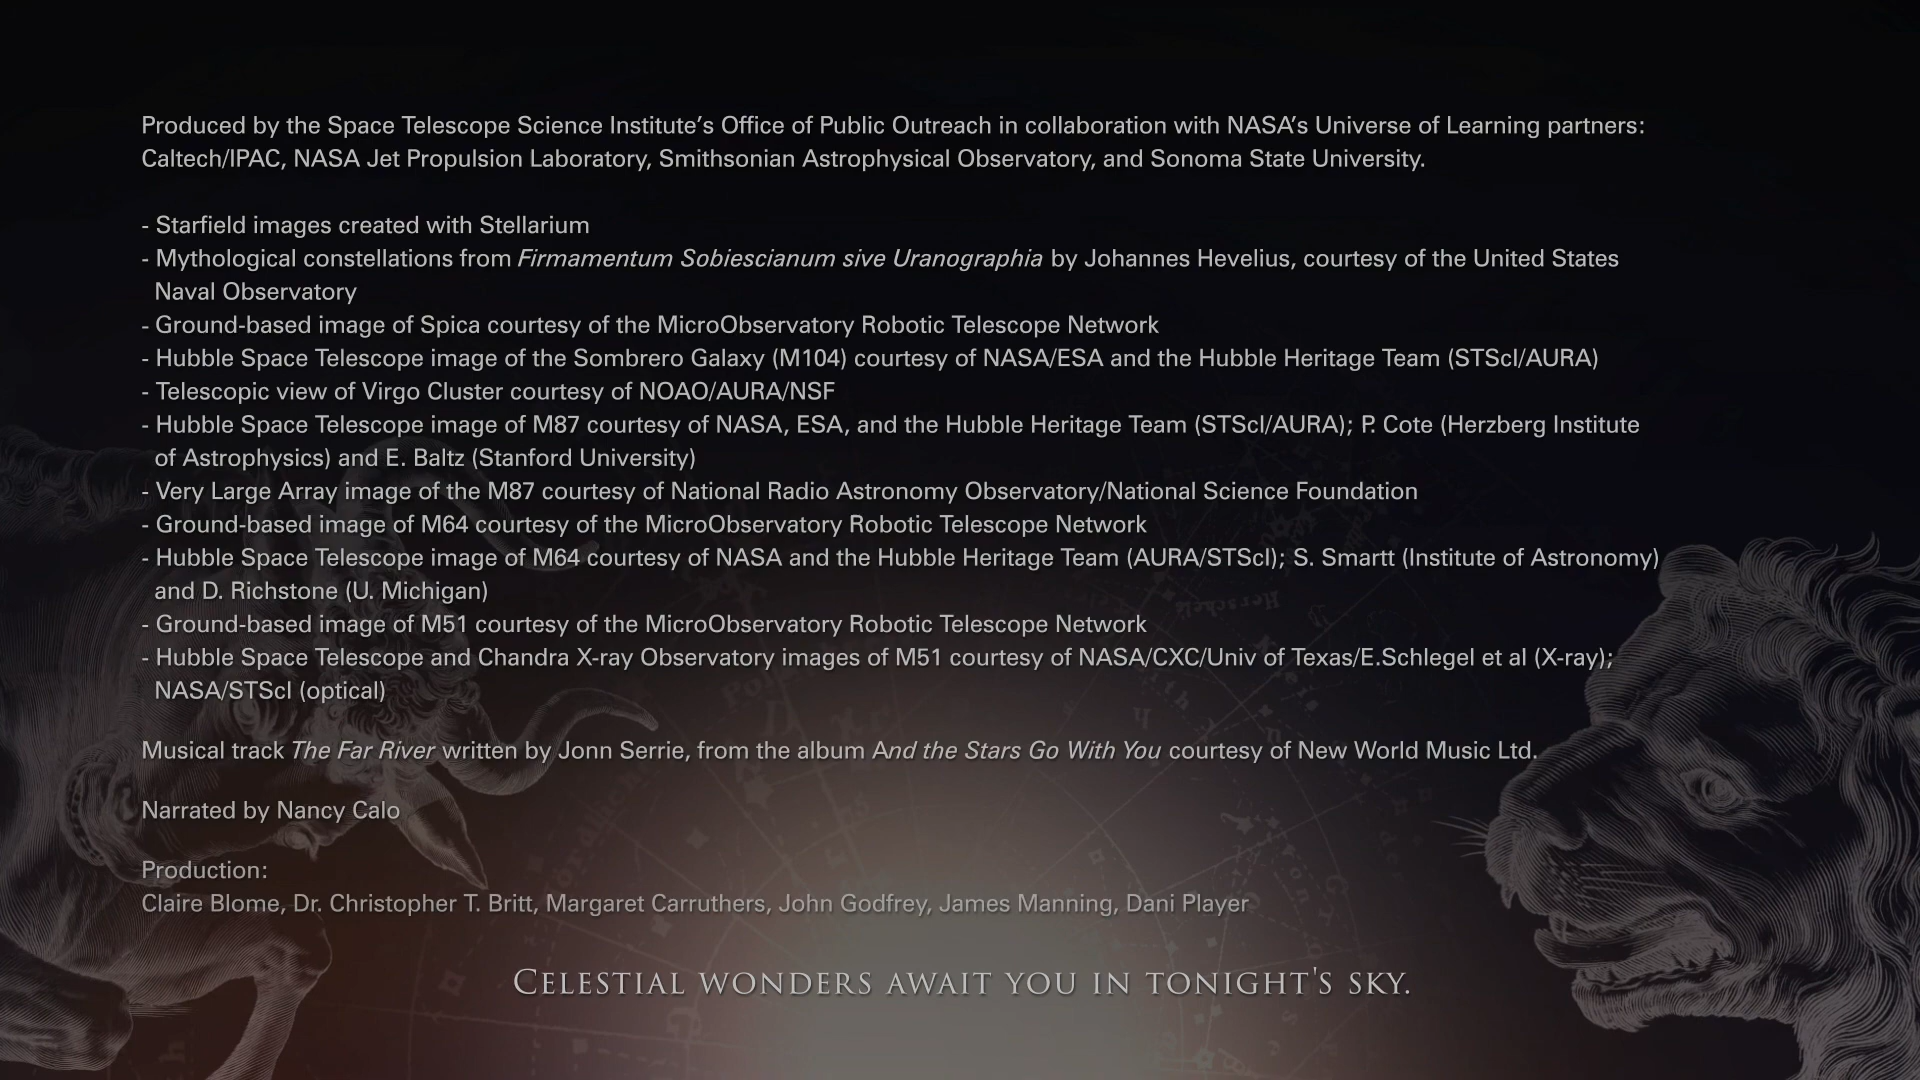 Produced by the Space Telescope Science Institute’s Office of Public Outreach in collaboration with NASA’s Universe of Learning partners:
Caltech/IPAC, NASA Jet Propulsion Laboratory, Smithsonian Astrophysical Observatory, and Sonoma State University.
- Starfield images created with Stellarium
- Mythological constellations from Firmamentum Sobiescianum sive Uranographia by Johannes Hevelius, courtesy of the United States
Naval Observatory
- Ground-based image of Spica courtesy of the MicroObservatory Robotic Telescope Network
- Hubble Space Telescope image of the Sombrero Galaxy (M104) courtesy of NASA/ESA and the Hubble Heritage Team (STScI/AURA)
- Telescopic view of Virgo Cluster courtesy of NOAO/AURA/NSF
- Hubble Space Telescope image of M87 courtesy of NASA, ESA, and the Hubble Heritage Team (STScI/AURA); P. Cote (Herzberg Institute
of Astrophysics) and E. Baltz (Stanford University)
- Very Large Array image of the M87 courtesy of National Radio Astronomy Observatory/National Science Foundation
- Ground-based image of M64 courtesy of the MicroObservatory Robotic Telescope Network
- Hubble Space Telescope image of M64 courtesy of NASA and the Hubble Heritage Team (AURA/STScI); S. Smartt (Institute of Astronomy)
and D. Richstone (U. Michigan)
- Ground-based image of M51 courtesy of the MicroObservatory Robotic Telescope Network
- Hubble Space Telescope and Chandra X-ray Observatory images of M51 courtesy of NASA/CXC/Univ of Texas/E.Schlegel et al (X-ray);
NASA/STScI (optical)
Musical track The Far River written by Jonn Serrie, from the album And the Stars Go With You courtesy of New World Music Ltd.
Narrated by Nancy Calo
Production:
Claire Blome, Dr. Christopher T. Britt, Margaret Carruthers, John Godfrey, James Manning, Dani Player
Celestial wonders await you in tonight's sky.